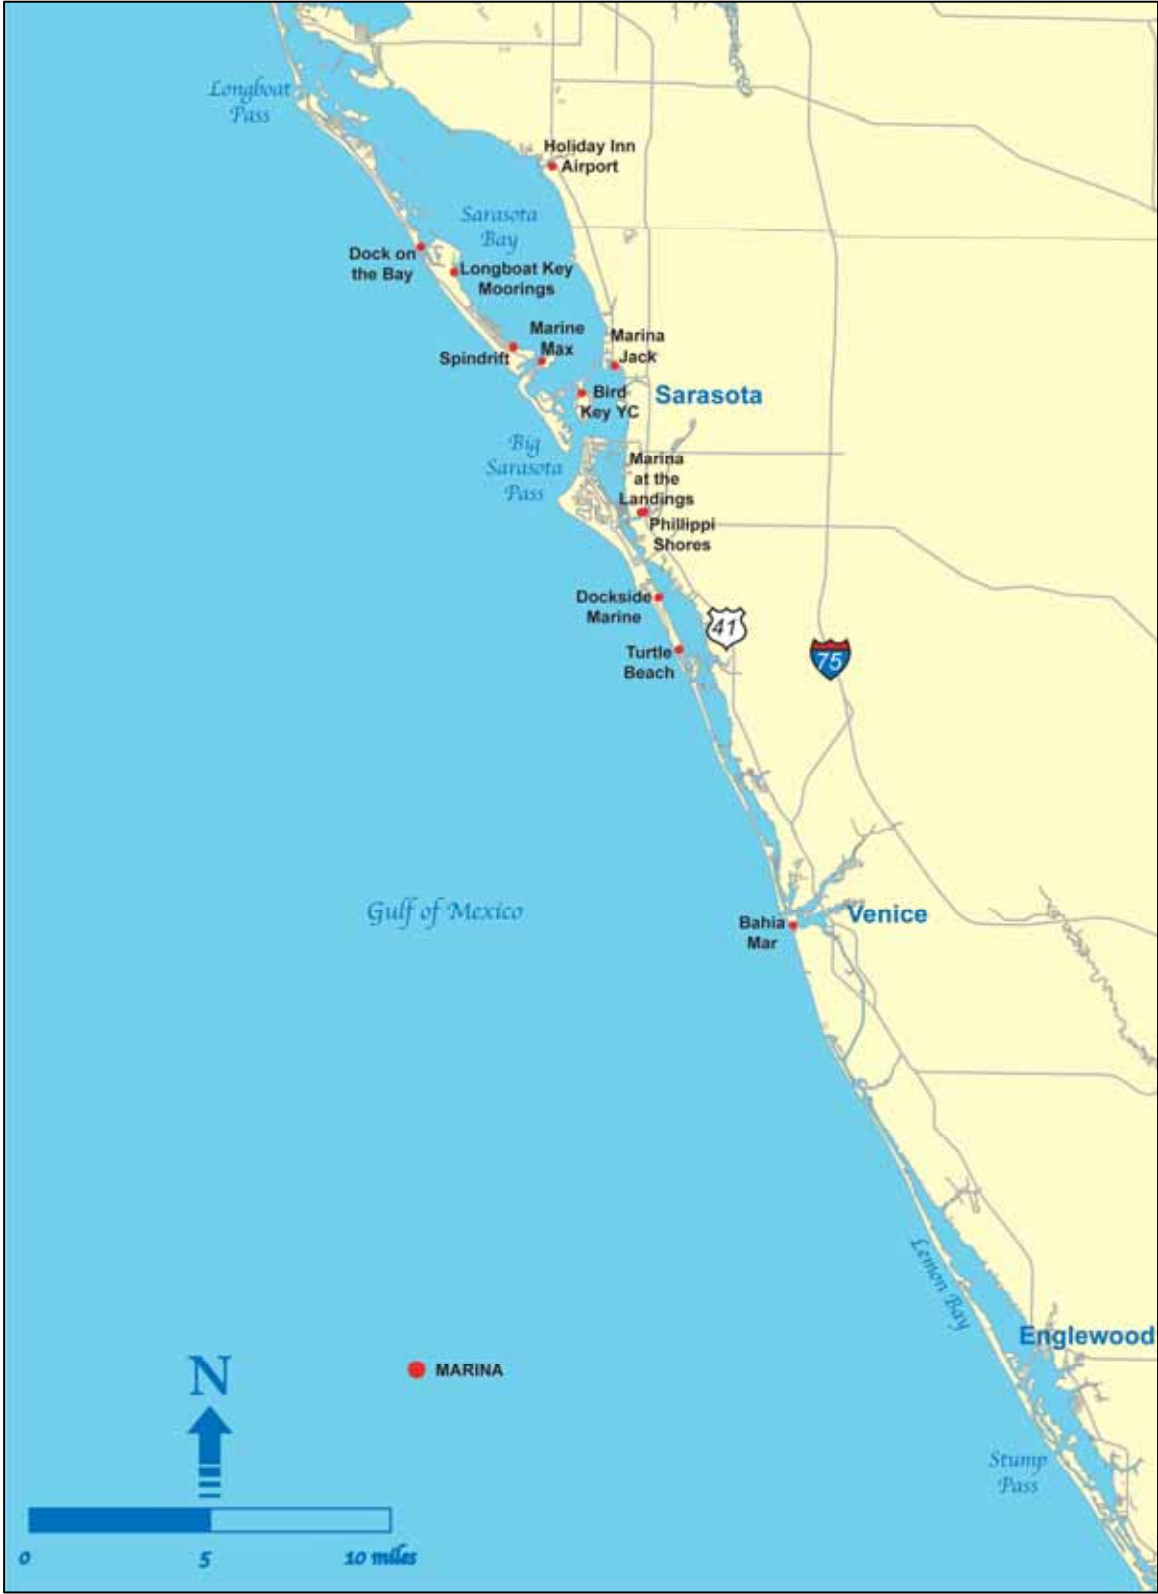 Longboat
Pass
Holiday Inn
Airport
Sarasota
Bay
Dock on
the Bay
Longboat Key
Moorings
Marine
Max
Spindrift
Marina
Jack
Bird
Key YC
Sarasota
Big
Sarasota
Pass
Marina
at the
Landings
Phillippi
Shores
Dockside
Marine
41
Turtle
Beach
75
Gulf of Mexico
Bahia
Mar
Venice
Lemon Bay
Englewood
N
MARINA
Stump
Pass
0 5 10 miles